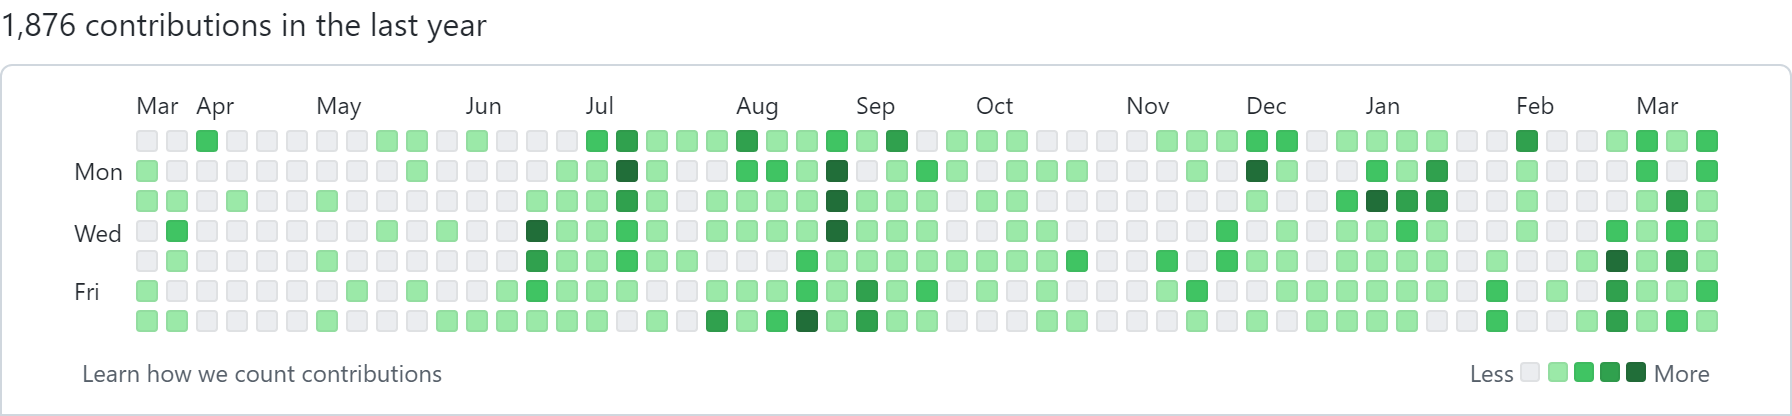 1,876 contributions in the last year
Mar Apr May Jun Jul Aug Sep Oct Nov Dec Jan Feb Mar
Mon
Wed
Fri
Learn how we count contributions
Less More